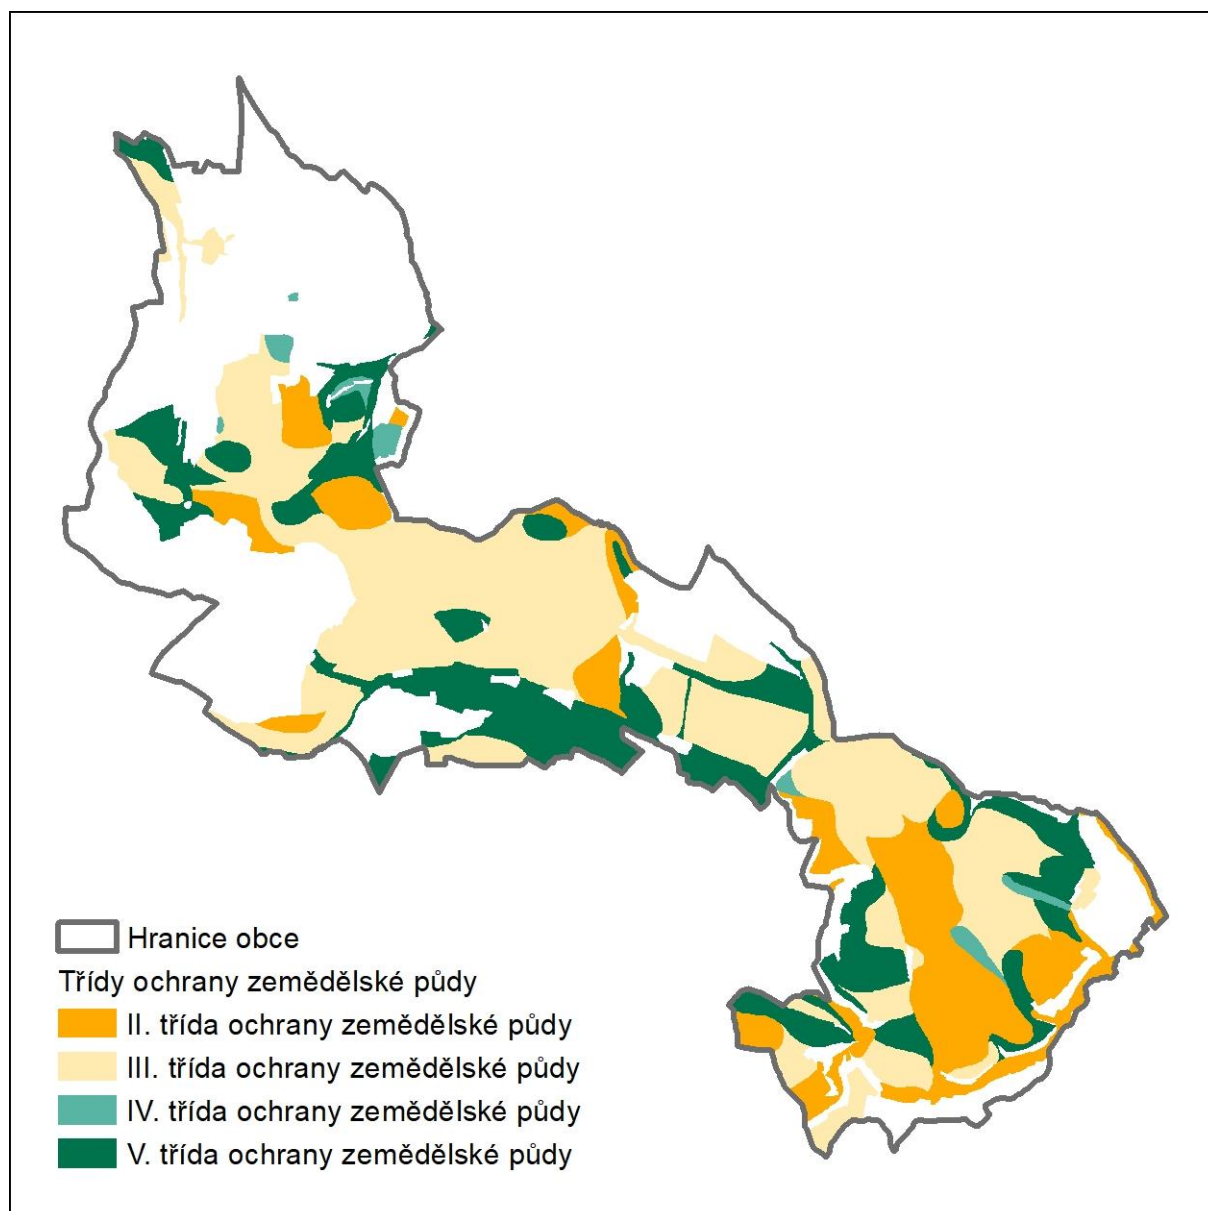 Hranice obce
Třídy ochrany zemědělské půdy
II. třída ochrany zemědělské půdy
III. třída ochrany zemědělské půdy
IV. třída ochrany zemědělské půdy
V. třída ochrany zemědělské půdy